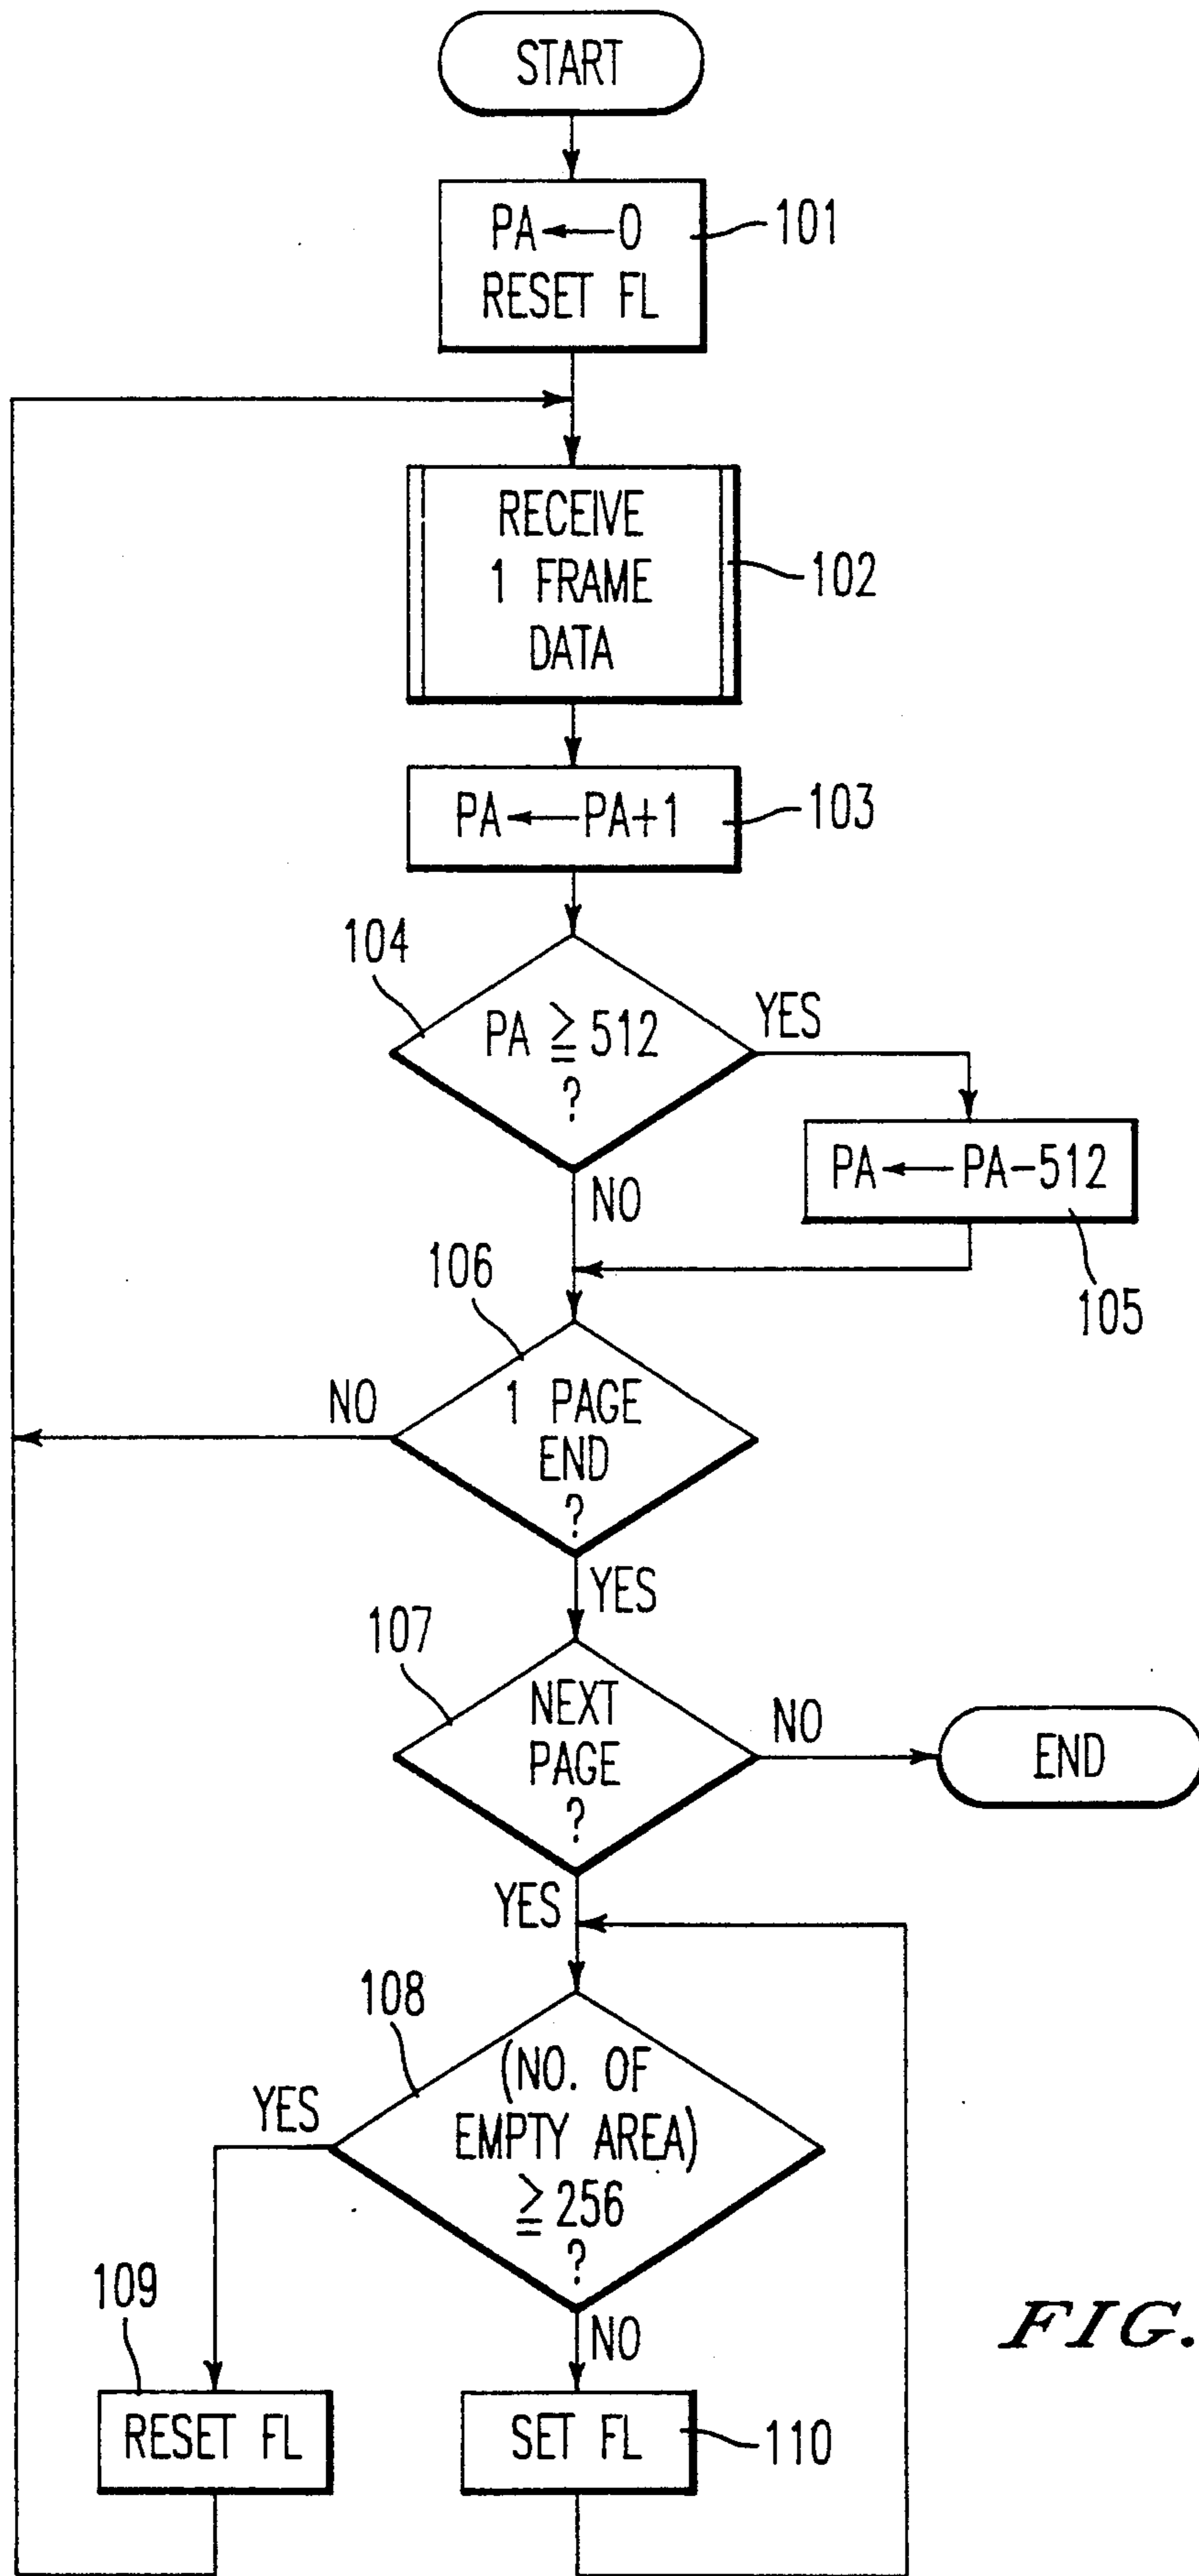 START
PA ← 0
RESET FL
101
RECEIVE
1 FRAME
DATA
102
PA ← PA+1
103
104
PA ≧ 512
?
YES
NO
PA ← PA-512
105
106
1 PAGE
END
?
NO
YES
107
NEXT
PAGE
?
NO
END
YES
108
(NO. OF
EMPTY AREA)
≧ 256
?
YES
NO
109
RESET FL
SET FL
110
FIG.